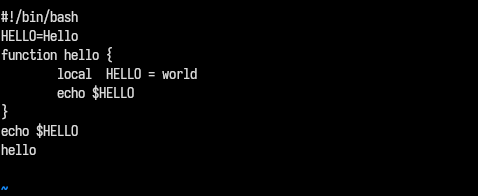 #!/bin/bash
HELLO=Hello
function hello {
        local  HELLO = world
        echo $HELLO
}
echo $HELLO
hello
~